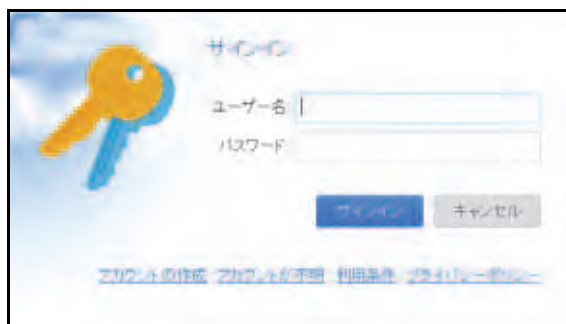 サインイン
ユーザー名
パスワード
サインイン キャンセル
アカウントの作成 アカウントが不明 利用条件 プライバシーポリシー